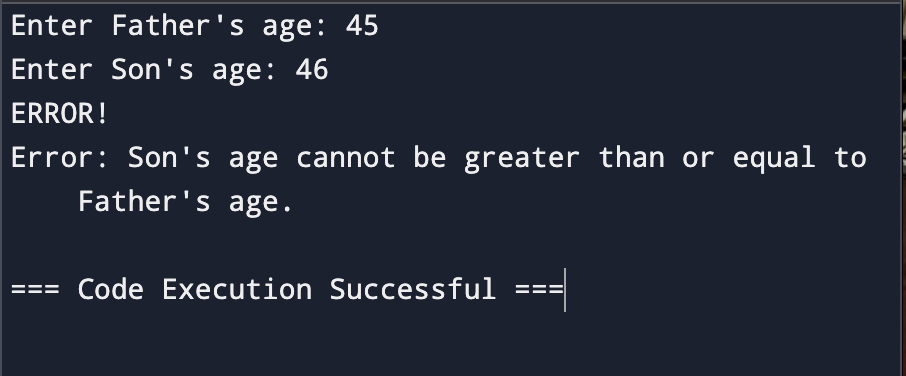 Enter Father's age: 45
Enter Son's age: 46
ERROR!
Error: Son's age cannot be greater than or equal to
Father's age.
=== Code Execution Successful ===